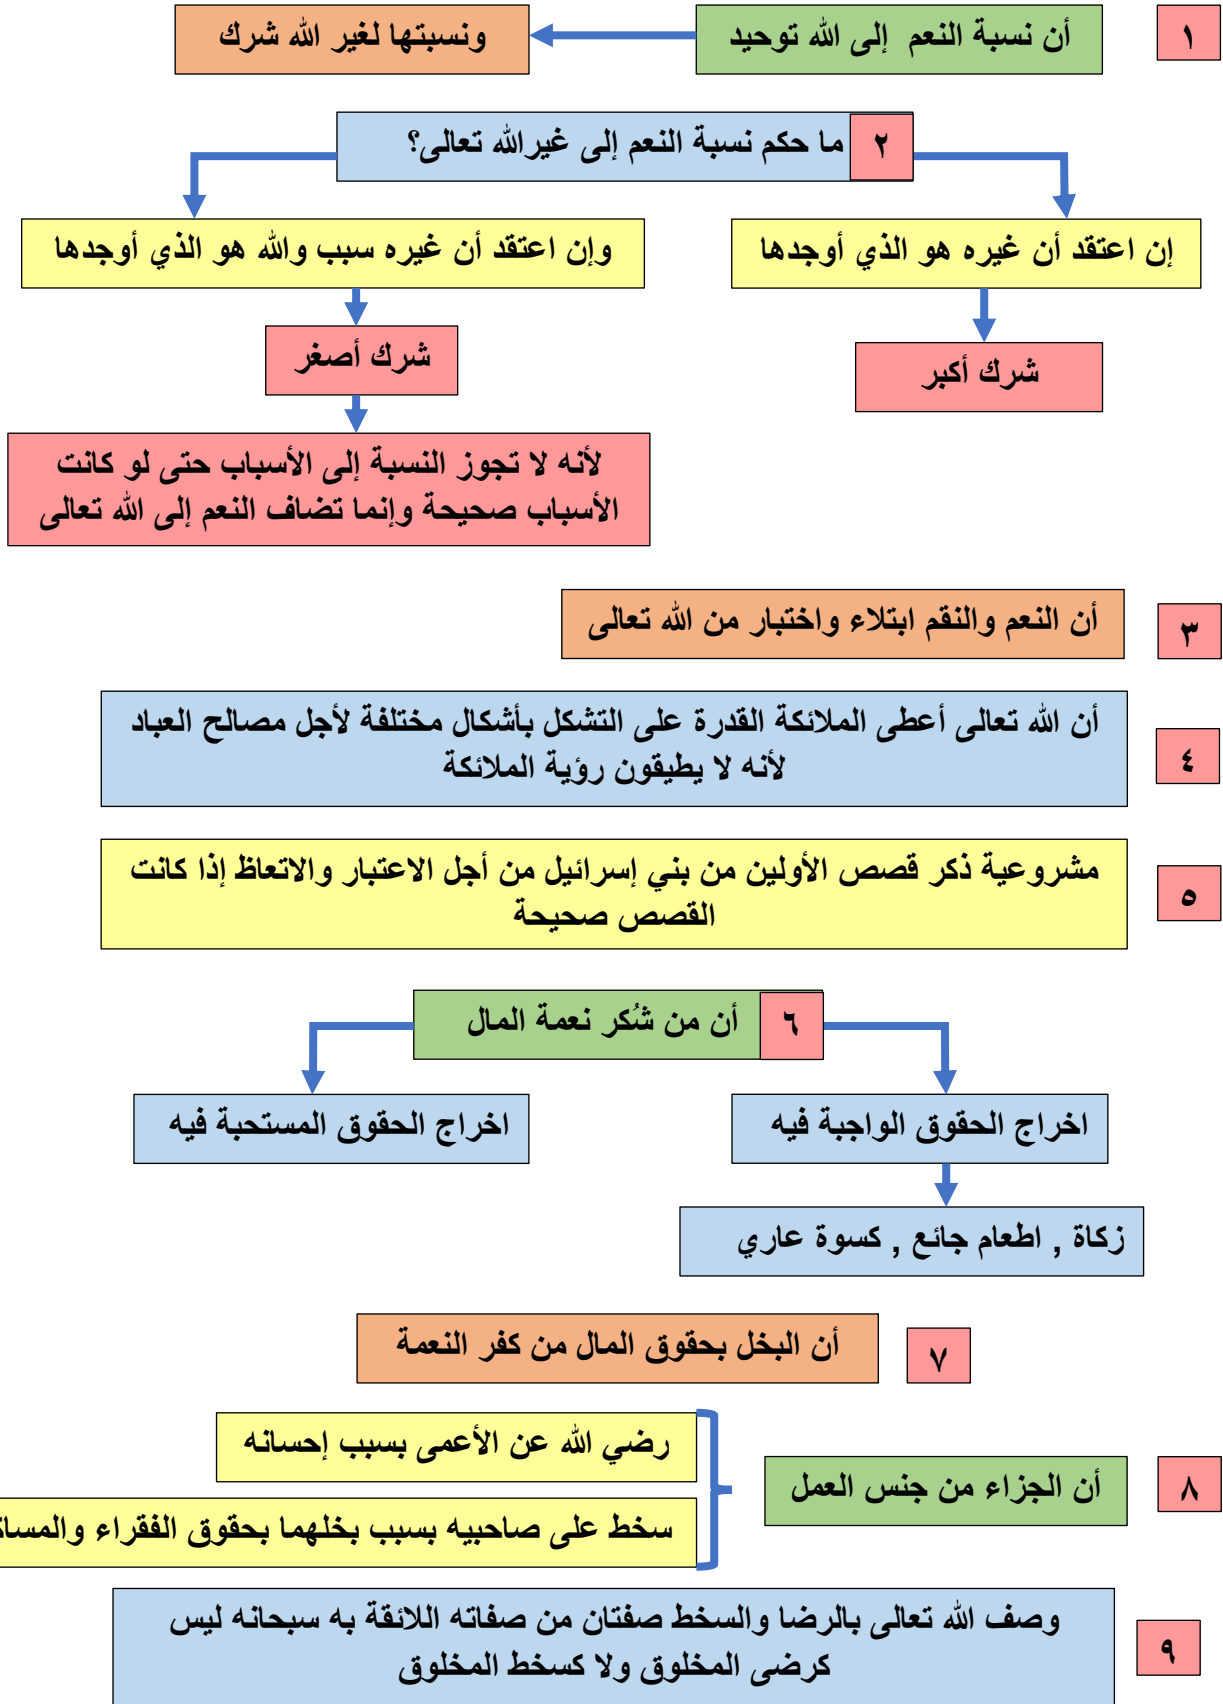 ١
أن نسبة النعم إلى الله توحيد
ونسبتها لغير الله شرك
٢
ما حكم نسبة النعم إلى غيرالله تعالى؟
إن اعتقد أن غيره هو الذي أوجدها
وإن اعتقد أن غيره سبب والله هو الذي أوجدها
شرك أكبر
شرك أصغر
لأنه لا تجوز النسبة إلى الأسباب حتى لو كانت
الأسباب صحيحة وإنما تضاف النعم إلى الله تعالى
٣
أن النعم والنقم ابتلاء واختبار من الله تعالى
٤
أن الله تعالى أعطى الملائكة القدرة على التشكل بأشكال مختلفة لأجل مصالح العباد
لأنه لا يطيقون رؤية الملائكة
٥
مشروعية ذكر قصص الأولين من بني إسرائيل من أجل الاعتبار والاتعاظ إذا كانت
القصص صحيحة
٦
أن من شُكر نعمة المال
اخراج الحقوق الواجبة فيه
اخراج الحقوق المستحبة فيه
زكاة , اطعام جائع , كسوة عاري
٧
أن البخل بحقوق المال من كفر النعمة
٨
أن الجزاء من جنس العمل
رضي الله عن الأعمى بسبب إحسانه
سخط على صاحبيه بسبب بخلهما بحقوق الفقراء
٩
وصف الله تعالى بالرضا والسخط صفتان من صفاته اللائقة به سبحانه ليس
كرضى المخلوق ولا كسخط المخلوق